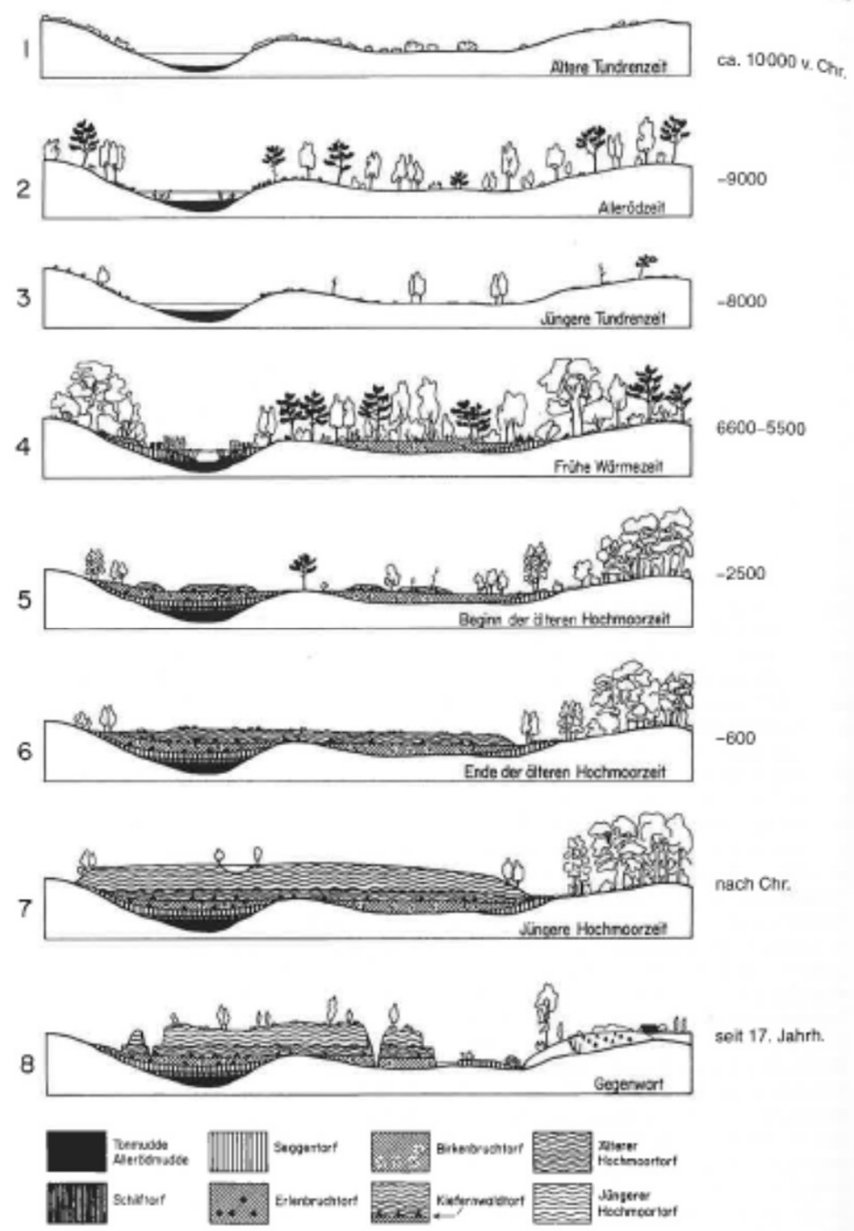 1
Ältere Tundrenzeit
ca. 10000 v. Chr.
2
Allerödzeit
-9000
3
Jüngere Tundrenzeit
-8000
4
Frühe Wärmezeit
6600-5500
5
Beginn der älteren Hochmoorzeit
-2500
6
Ende der älteren Hochmoorzeit
-600
7
Jüngere Hochmoorzeit
nach Chr.
8
Gegenwart
seit 17. Jahrh.
Tonmudde
Allerödmudde
Seggentorf
Birkenbruchtorf
Älterer
Hochmoortorf
Schilftorf
Erlenbruchtorf
Kiefernwaldtorf
Jüngerer
Hochmoortorf